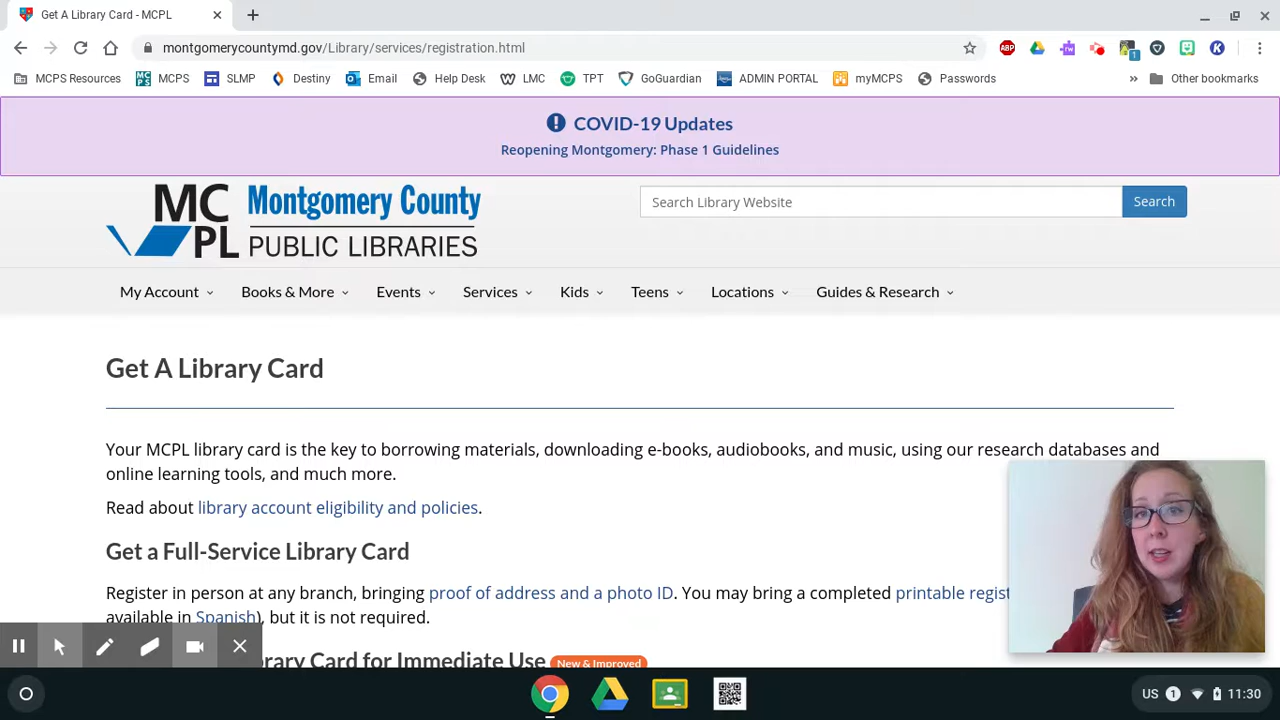 Get A Library Card - MCPL
montgomerycountymd.gov/Library/services/registration.html
ABP
1
MCPS Resources MCPS SLMP Destiny Email Help Desk LMC TPT GoGuardian ADMIN PORTAL myMCPS Passwords » Other bookmarks
COVID-19 Updates
Reopening Montgomery: Phase 1 Guidelines
MC PL Montgomery County
PUBLIC LIBRARIES
Search Library Website Search
My Account Books & More Events Services Kids Teens Locations Guides & Research
Get A Library Card
Your MCPL library card is the key to borrowing materials, downloading e-books, audiobooks, and music, using our research databases and
online learning tools, and much more.
Read about library account eligibility and policies.
Get a Full-Service Library Card
Register in person at any branch, bringing proof of address and a photo ID. You may bring a completed printable regist
available in Spanish), but it is not required.
brary Card for Immediate Use New & Improved
US 1 11:30